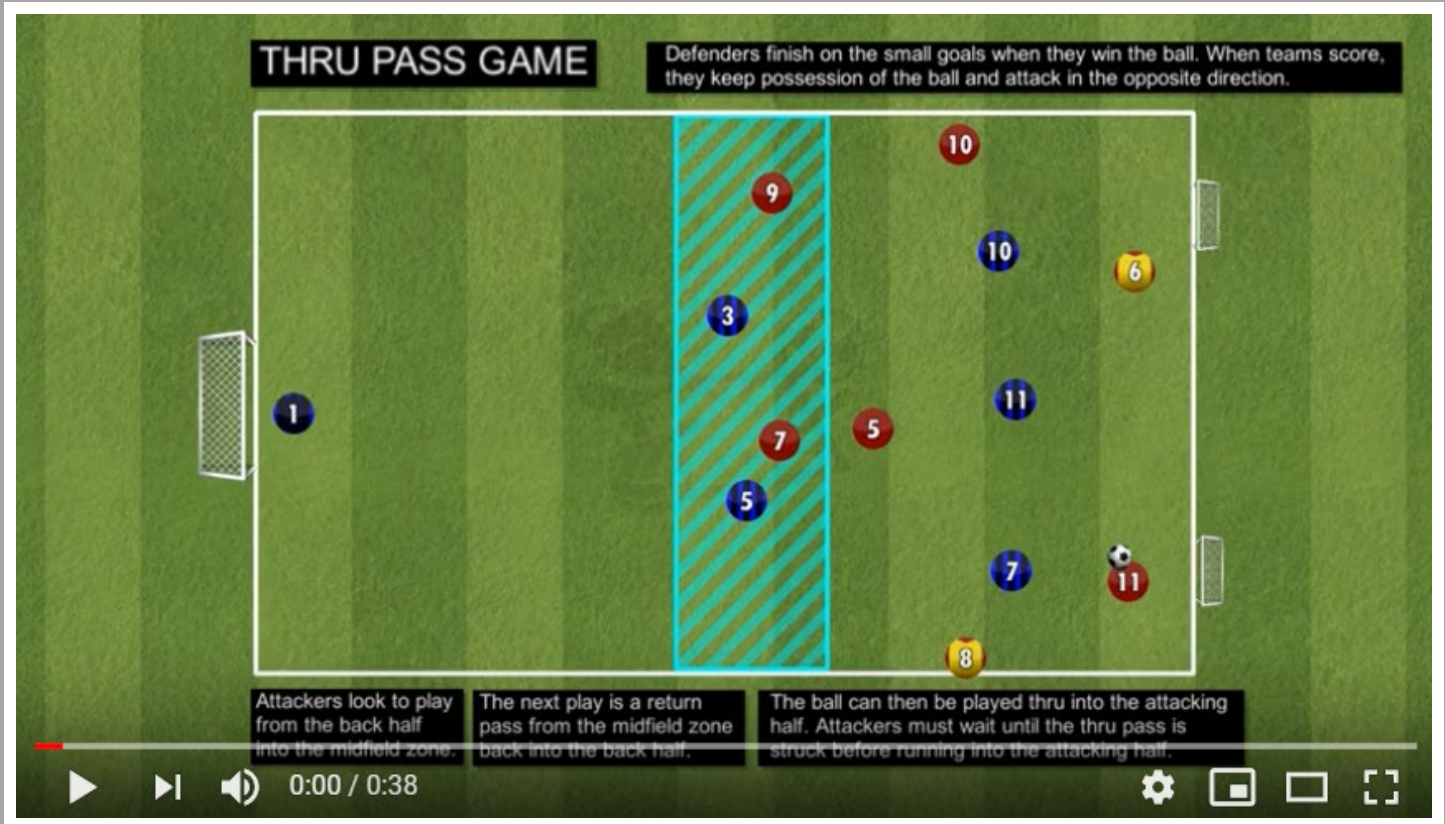 THRU PASS GAME
Defenders finish on the small goals when they win the ball. When teams score,
they keep possession of the ball and attack in the opposite direction.
10
9
10
6
3
11
1
5
7
5
7
11
8
Attackers look to play
from the back half
into the midfield zone.
The next play is a return
pass from the midfield zone
back into the back half.
The ball can then be played thru into the attacking
half. Attackers must wait until the thru pass is
struck before running into the attacking half.
0:00 / 0:38